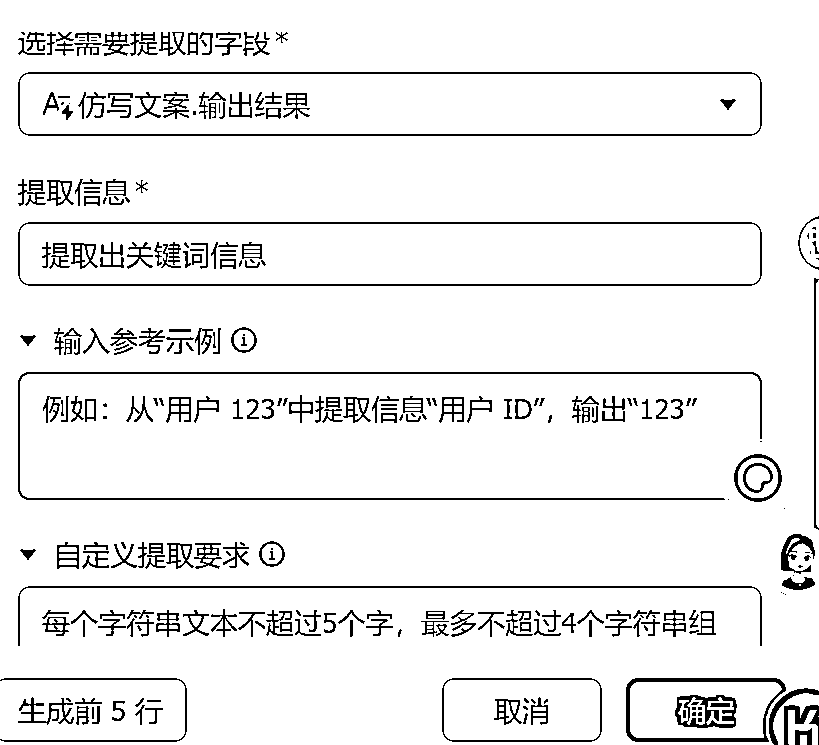 选择需要提取的字段*
仿写文案.输出结果
提取信息*
提取出关键词信息
输入参考示例
例如：从“用户 123”中提取信息“用户 ID”，输出“123”
自定义提取要求
每个字符串文本不超过5个字，最多不超过4个字符串组
生成前 5 行
取消
确定